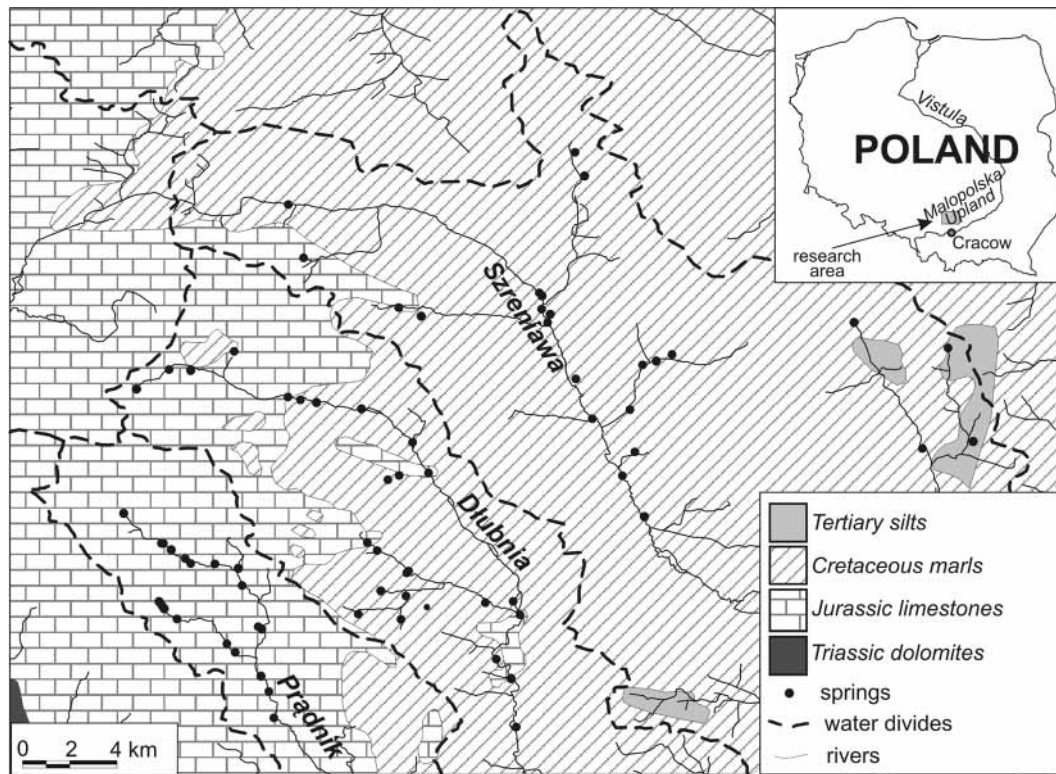 Vistula
POLAND
Malopolska
Upland
Cracow
research
area
Szreniawa
Dłubnia
Prądnik
Tertiary silts
Cretaceous marls
Jurassic limestones
Triassic dolomites
springs
water divides
rivers
0 2 4 km